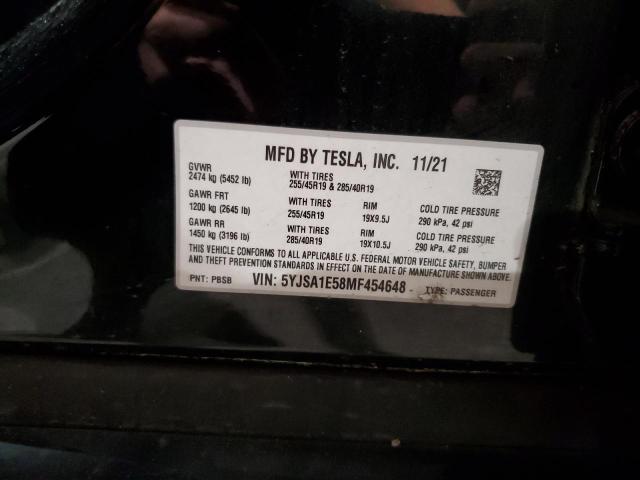 MFD BY TESLA, INC. 11/21
GVWR
2474 kg (5452 lb)
WITH TIRES
255/45R19 & 285/40R19
GAWR FRT
1200 kg (2645 lb)
WITH TIRES
255/45R19
RIM
19X9.5J
COLD TIRE PRESSURE
290 kPa, 42 psi
GAWR RR
1450 kg (3196 lb)
WITH TIRES
285/40R19
RIM
19X10.5J
COLD TIRE PRESSURE
290 kPa, 42 psi
THIS VEHICLE CONFORMS TO ALL APPLICABLE U.S. FEDERAL MOTOR VEHICLE SAFETY, BUMPER
AND THEFT PREVENTION STANDARDS IN EFFECT ON THE DATE OF MANUFACTURE SHOWN ABOVE.
PNT: PBSB VIN: 5YJSA1E58MF454648 TYPE: PASSENGER